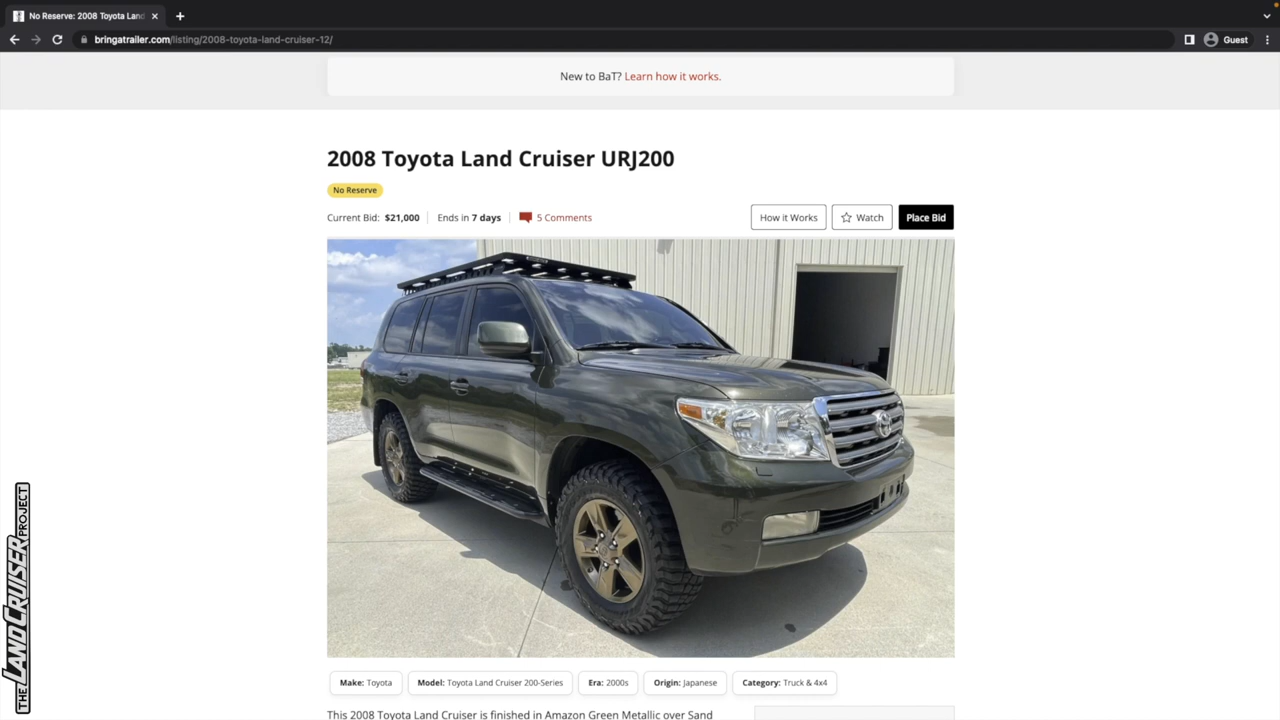 No Reserve: 2008 Toyota Land
bringatrailer.com/listing/2008-toyota-land-cruiser-12/
Guest
New to BaT? Learn how it works.
2008 Toyota Land Cruiser URJ200
No Reserve
Current Bid: $21,000 Ends in 7 days 5 Comments
How it Works Watch Place Bid
Make: Toyota Model: Toyota Land Cruiser 200-Series Era: 2000s Origin: Japanese Category: Truck & 4x4
This 2008 Toyota Land Cruiser is finished in Amazon Green Metallic over Sand
THE LAND CRUISER PROJECT